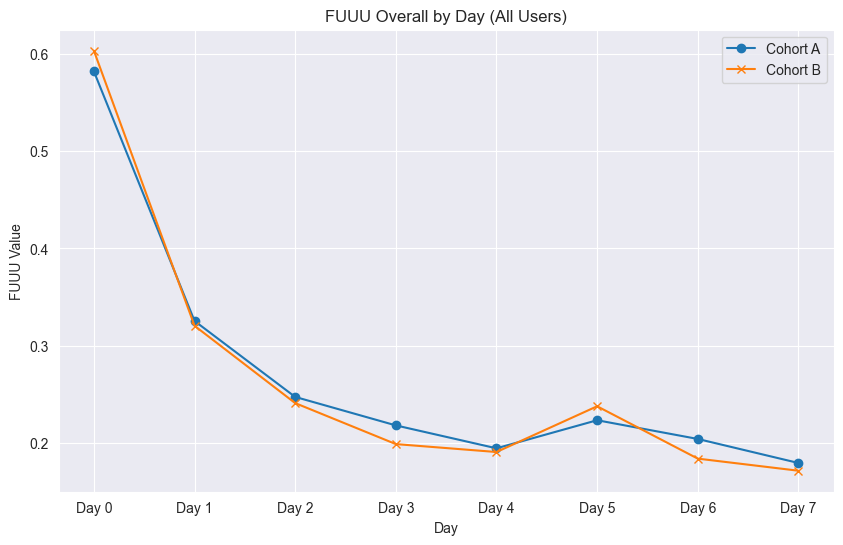 FUUU Overall by Day (All Users)
Cohort A
Cohort B
FUUU Value
0.6
0.5
0.4
0.3
0.2
Day 0 Day 1 Day 2 Day 3 Day 4 Day 5 Day 6 Day 7
Day